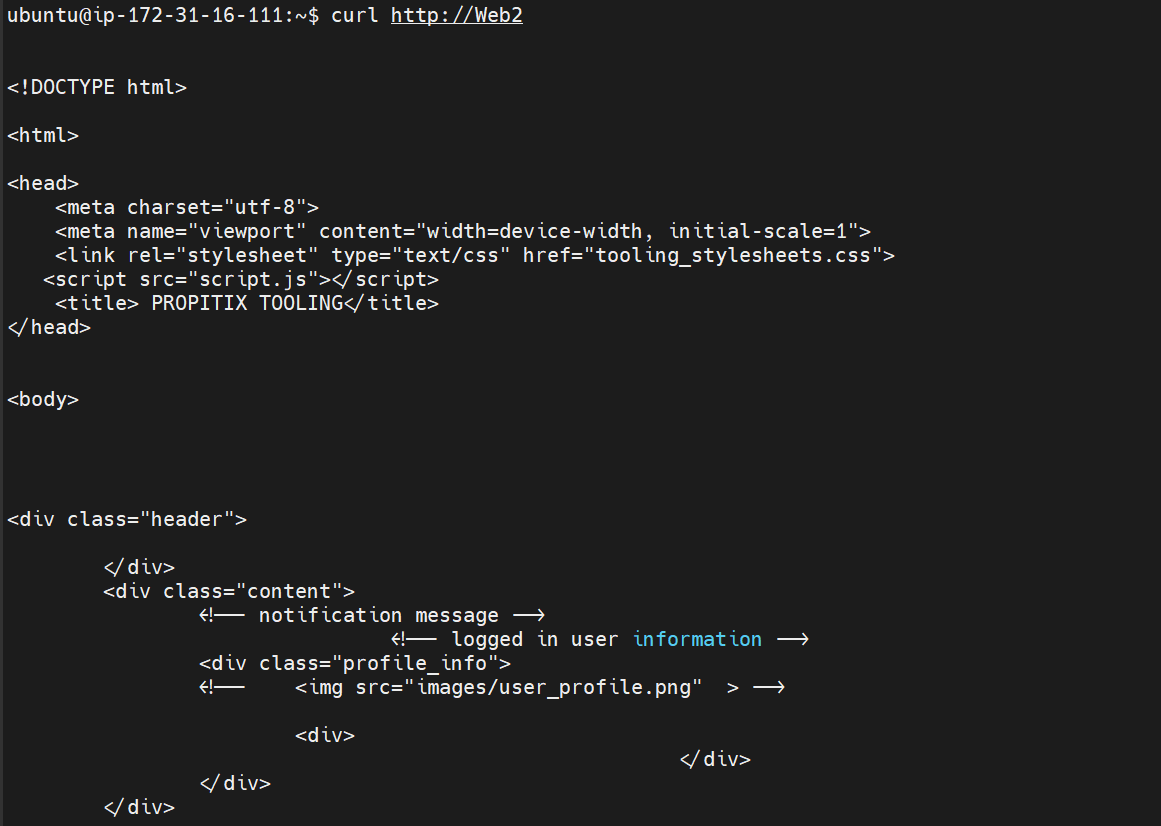 ubuntu@ip-172-31-16-111:~$ curl http://Web2
<!DOCTYPE html>
<html>
<head>
    <meta charset="utf-8">
    <meta name="viewport" content="width=device-width, initial-scale=1">
    <link rel="stylesheet" type="text/css" href="tooling_stylesheets.css">
   <script src="script.js"></script>
    <title> PROPITIX TOOLING</title>
</head>
<body>
<div class="header">
        </div>
        <div class="content">
                <!-- notification message -->
                                <!-- logged in user information -->
                <div class="profile_info">
                <!--    <img src="images/user_profile.png"  > -->
                        <div>
                                                        </div>
                </div>
        </div>